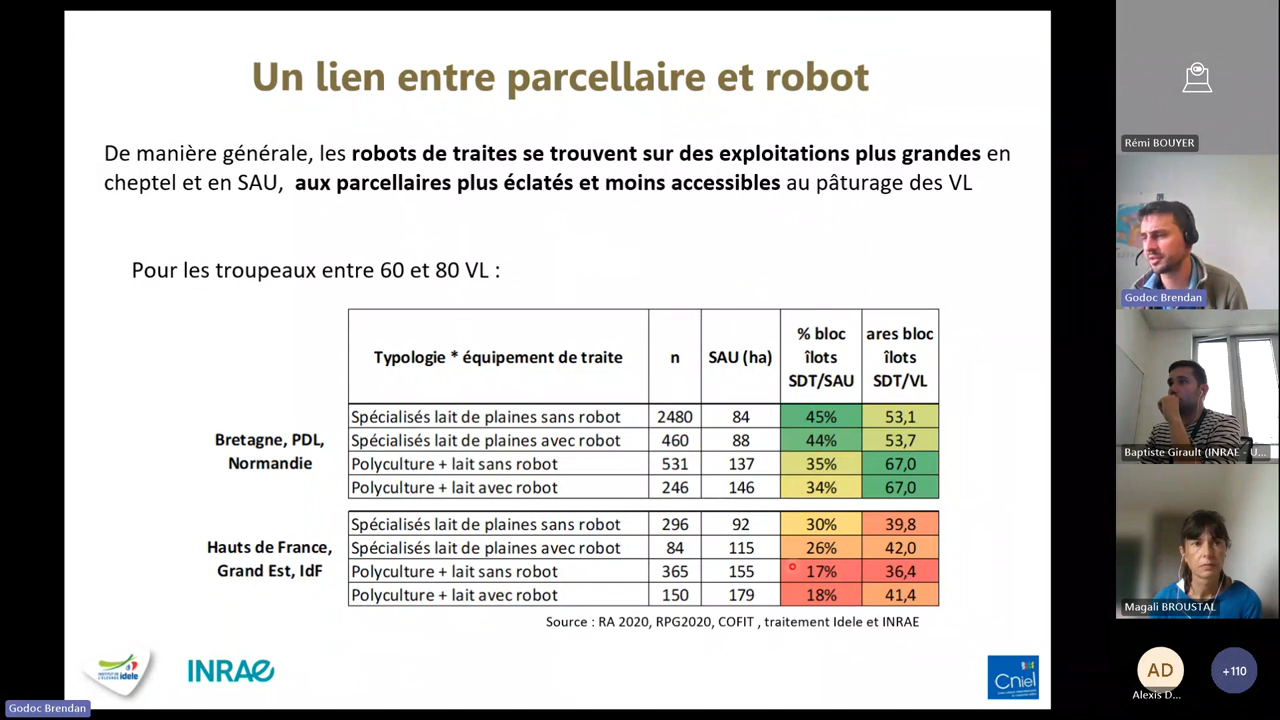 Un lien entre parcellaire et robot
De manière générale, les robots de traites se trouvent sur des exploitations plus grandes en
cheptel et en SAU, aux parcellaires plus éclatés et moins accessibles au pâturage des VL
Pour les troupeaux entre 60 et 80 VL :
Typologie * équipement de traite n SAU (ha) % bloc îlots SDT/SAU ares bloc îlots SDT/VL
Bretagne, PDL, Normandie
Spécialisés lait de plaines sans robot 2480 84 45% 53,1
Spécialisés lait de plaines avec robot 460 88 44% 53,7
Polyculture + lait sans robot 531 137 35% 67,0
Polyculture + lait avec robot 246 146 34% 67,0
Hauts de France, Grand Est, IdF
Spécialisés lait de plaines sans robot 296 92 30% 39,8
Spécialisés lait de plaines avec robot 84 115 26% 42,0
Polyculture + lait sans robot 365 155 17% 36,4
Polyculture + lait avec robot 150 179 18% 41,4
Source : RA 2020, RPG2020, COFIT , traitement Idele et INRAE
INSTITUT DE L'ÉLEVAGE idele
INRAE
Cniel
Godoc Brendan
Rémi BOUYER
Godoc Brendan
Baptiste Girault (INRAE - U...
Magali BROUSTAL
AD
Alexis D...
+110